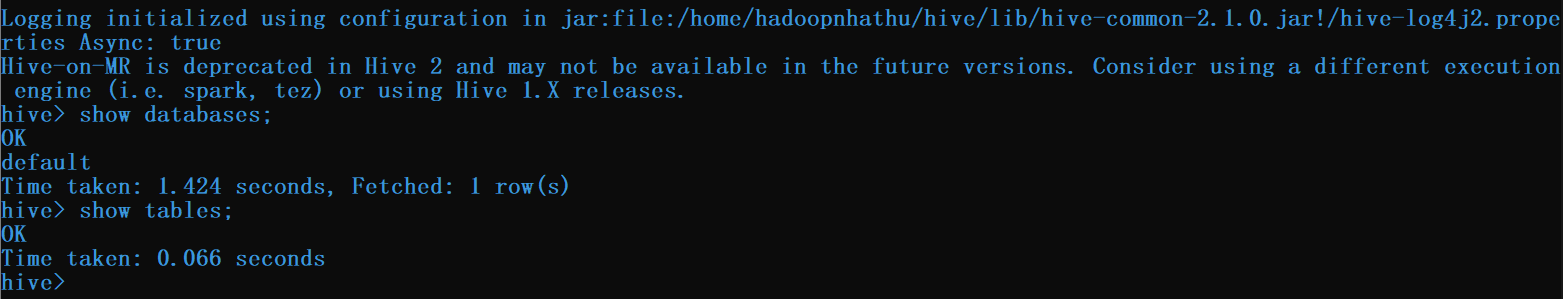 Logging initialized using configuration in jar:file:/home/hadoopnhathu/hive/lib/hive-common-2.1.0.jar!/hive-log4j2.prope
rties Async: true
Hive-on-MR is deprecated in Hive 2 and may not be available in the future versions. Consider using a different execution
 engine (i.e. spark, tez) or using Hive 1.X releases.
hive> show databases;
OK
default
Time taken: 1.424 seconds, Fetched: 1 row(s)
hive> show tables;
OK
Time taken: 0.066 seconds
hive>